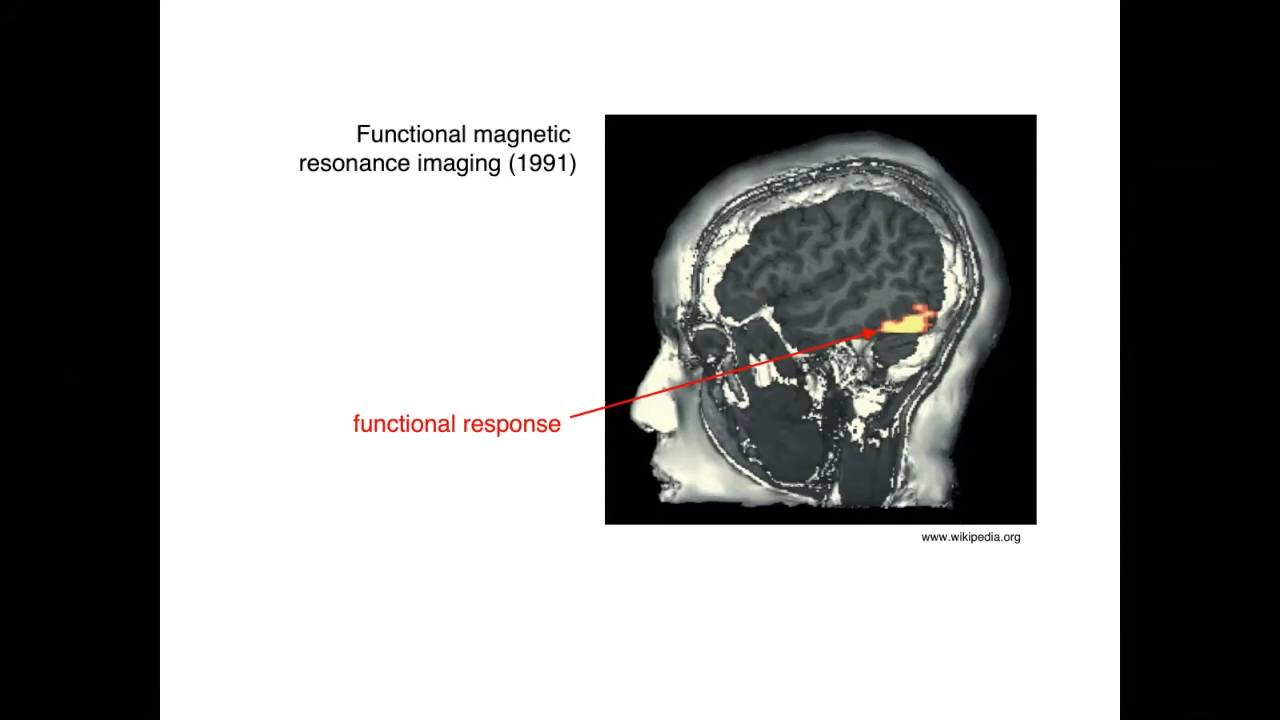 Functional magnetic
resonance imaging (1991)
functional response
www.wikipedia.org